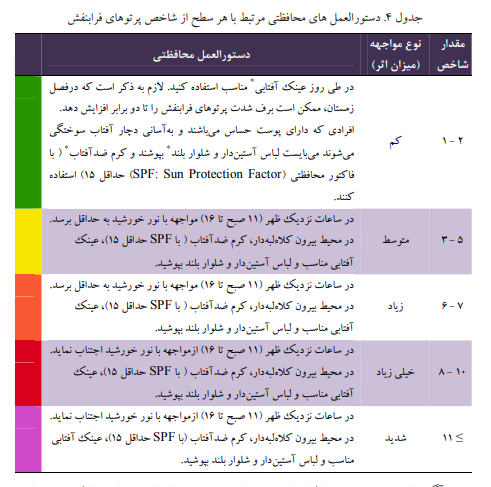 جدول ۴. دستورالعمل های محافظتی مرتبط با هر سطح از شاخص پرتوهای فرابنفش
مقدار شاخص
نوع مواجهه (میزان اثر)
دستورالعمل محافظتی
۱ – ۲
کم
در طی روز عینک آفتابی* مناسب استفاده کنید. لازم به ذکر است که درفصل
زمستان، ممکن است برف شدت پرتوهای فرابنفش را تا دو برابر افزایش دهد.
افرادی که دارای پوست حساس می‌باشند و به‌آسانی دچار آفتاب سوختگی
می‌شوند می‌بایست لباس آستین‌دار و شلوار بلند* بپوشند و کرم ضدآفتاب* ( با
فاکتور محافظتی (SPF: Sun Protection Factor) حداقل ۱۵) استفاده
کنند.
۳ – ۵
متوسط
در ساعات نزدیک ظهر (۱۱ صبح تا ۱۶) مواجهه با نور خورشید به حداقل برسد.
در محیط بیرون کلاه‌لبه‌دار، کرم ضدآفتاب ( با SPF حداقل ۱۵)، عینک
آفتابی مناسب و لباس آستین‌دار و شلوار بلند بپوشید.
۶ – ۷
زیاد
در ساعات نزدیک ظهر (۱۱ صبح تا ۱۶) مواجهه با نور خورشید به حداقل برسد.
در محیط بیرون کلاه‌لبه‌دار، کرم ضدآفتاب ( با SPF حداقل ۱۵)، عینک
آفتابی مناسب و لباس آستین‌دار و شلوار بلند بپوشید.
۸ – ۱۰
خیلی زیاد
در ساعات نزدیک ظهر (۱۱ صبح تا ۱۶) ازمواجهه با نور خورشید اجتناب نماید.
در محیط بیرون کلاه‌لبه‌دار، کرم ضدآفتاب ( با SPF حداقل ۱۵)، عینک
آفتابی مناسب و لباس آستین‌دار و شلوار بلند بپوشید.
≥ ۱۱
شدید
در ساعات نزدیک ظهر (۱۱ صبح تا ۱۶) ازمواجهه با نور خورشید اجتناب نماید.
در محیط بیرون کلاه‌لبه‌دار، کرم ضدآفتاب (با SPF حداقل ۱۵)، عینک آفتابی
مناسب و لباس آستین‌دار و شلوار بلند بپوشید.